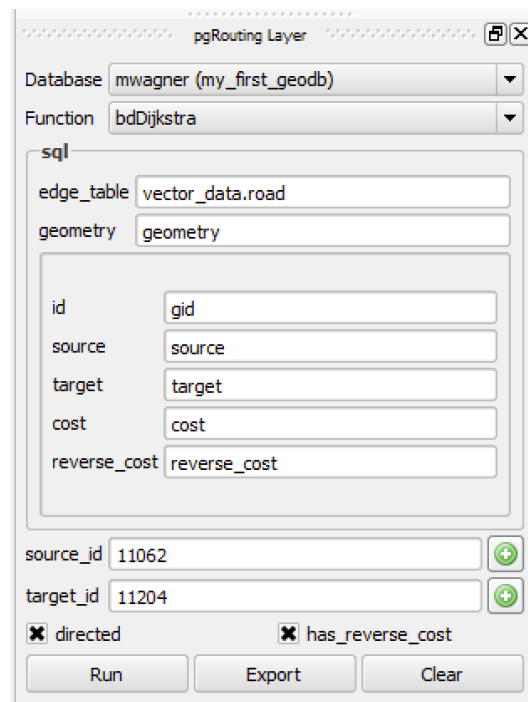 pgRouting Layer
Database mwagner (my_first_geodb)
Function bdDijkstra
sql
edge_table vector_data.road
geometry geometry
id gid
source source
target target
cost cost
reverse_cost reverse_cost
source_id 11062
target_id 11204
directed has_reverse_cost
Run Export Clear